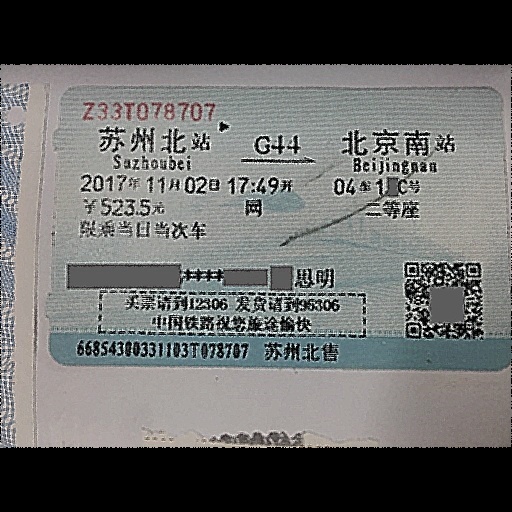 Z33T078707
苏州北站 G44 北京南站
Suzhoubei Beijingnan
2017年11月02日17:49开 04车1 C号
￥523.5元 网 二等座
限乘当日当次车
**** 思明
买票请到12306 发货请到95306
中国铁路祝您旅途愉快
66854300331103T078707 苏州北售